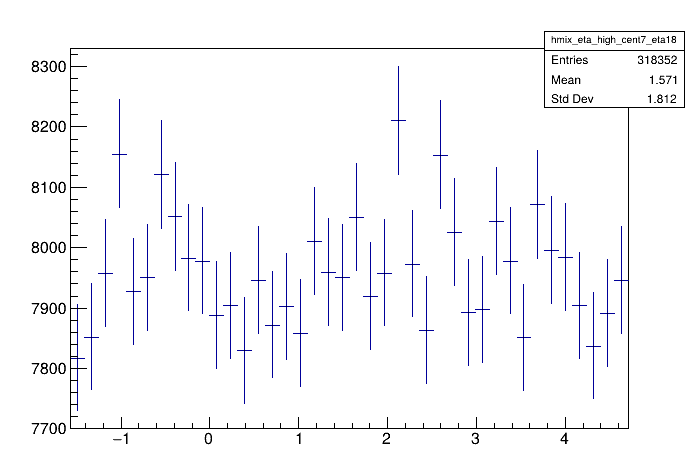 hmix_eta_high_cent7_eta18
Entries 318352
Mean 1.571
Std Dev 1.812
8300
8200
8100
8000
7900
7800
7700
−1 0 1 2 3 4